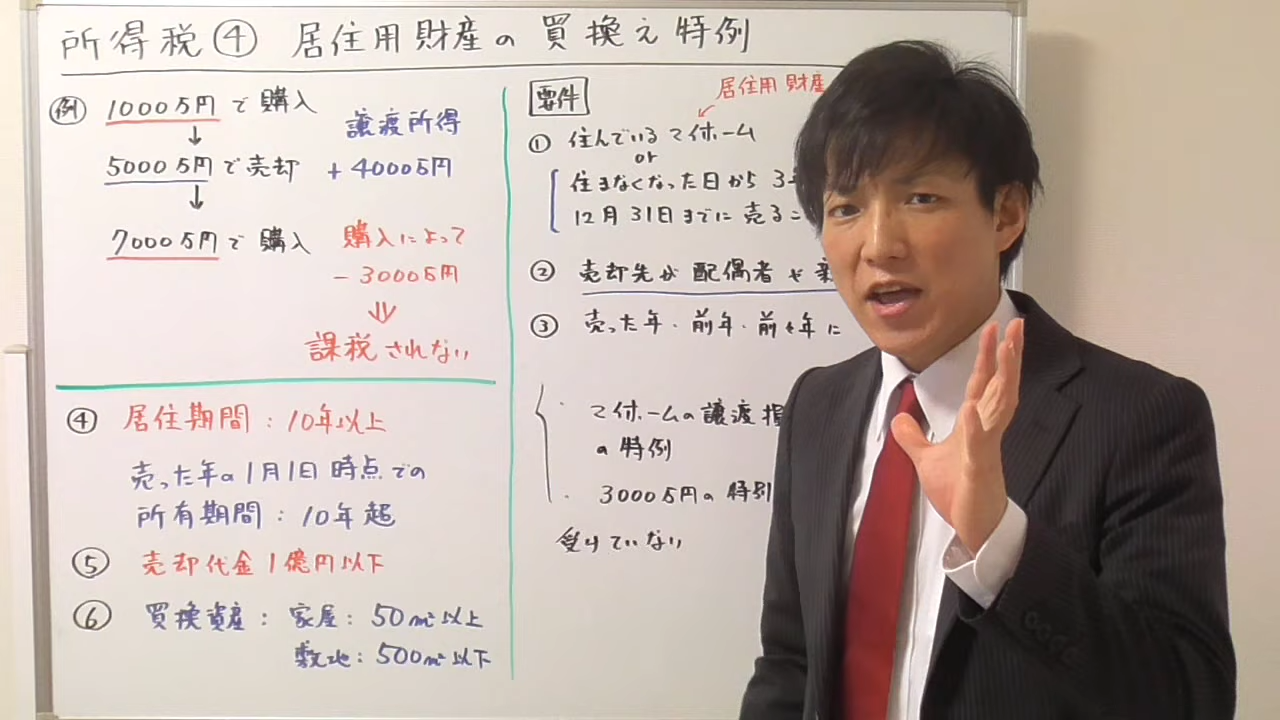 所得税④ 居住用財産の買換え特例
例 1000万円で購入
↓
5000万円で売却
↓
7000万円で購入
譲渡所得
+4000万円
購入によって
-3000万円
⇓
課税されない
④ 居住期間：10年以上
売った年の1月1日時点での
所有期間：10年超
⑤ 売却代金1億円以下
⑥ 買換資産：家屋：50㎡以上
敷地：500㎡以下
要件
居住用財産
① 住んでいるマイホーム
or
住まなくなった日から3年
12月31日までに売るこ
② 売却先が配偶者や
③ 売った年・前年・前々年に
・マイホームの譲渡損
の特例
・3000万円の特別
受けていない